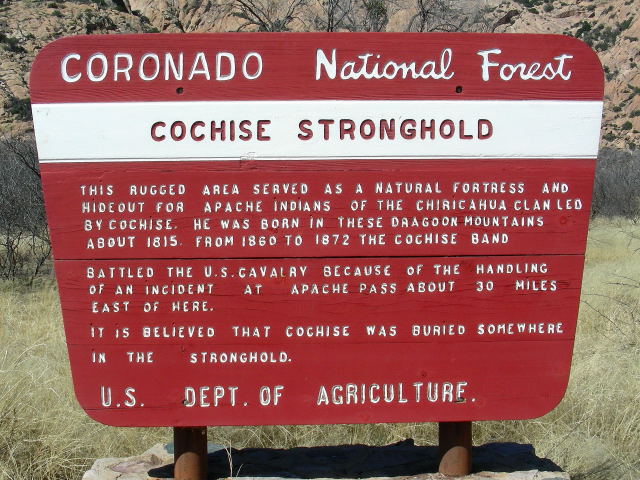 CORONADO National Forest
COCHISE STRONGHOLD
THIS RUGGED AREA SERVED AS A NATURAL FORTRESS AND
HIDEOUT FOR APACHE INDIANS OF THE CHIRICAHUA CLAN LED
BY COCHISE. HE WAS BORN IN THESE DRAGOON MOUNTAINS
ABOUT 1815. FROM 1860 TO 1872 THE COCHISE BAND
BATTLED THE U.S. CAVALRY BECAUSE OF THE HANDLING
OF AN INCIDENT AT APACHE PASS ABOUT 30 MILES
EAST OF HERE.
IT IS BELIEVED THAT COCHISE WAS BURIED SOMEWHERE
IN THE STRONGHOLD.
U.S. DEPT. OF AGRICULTURE.